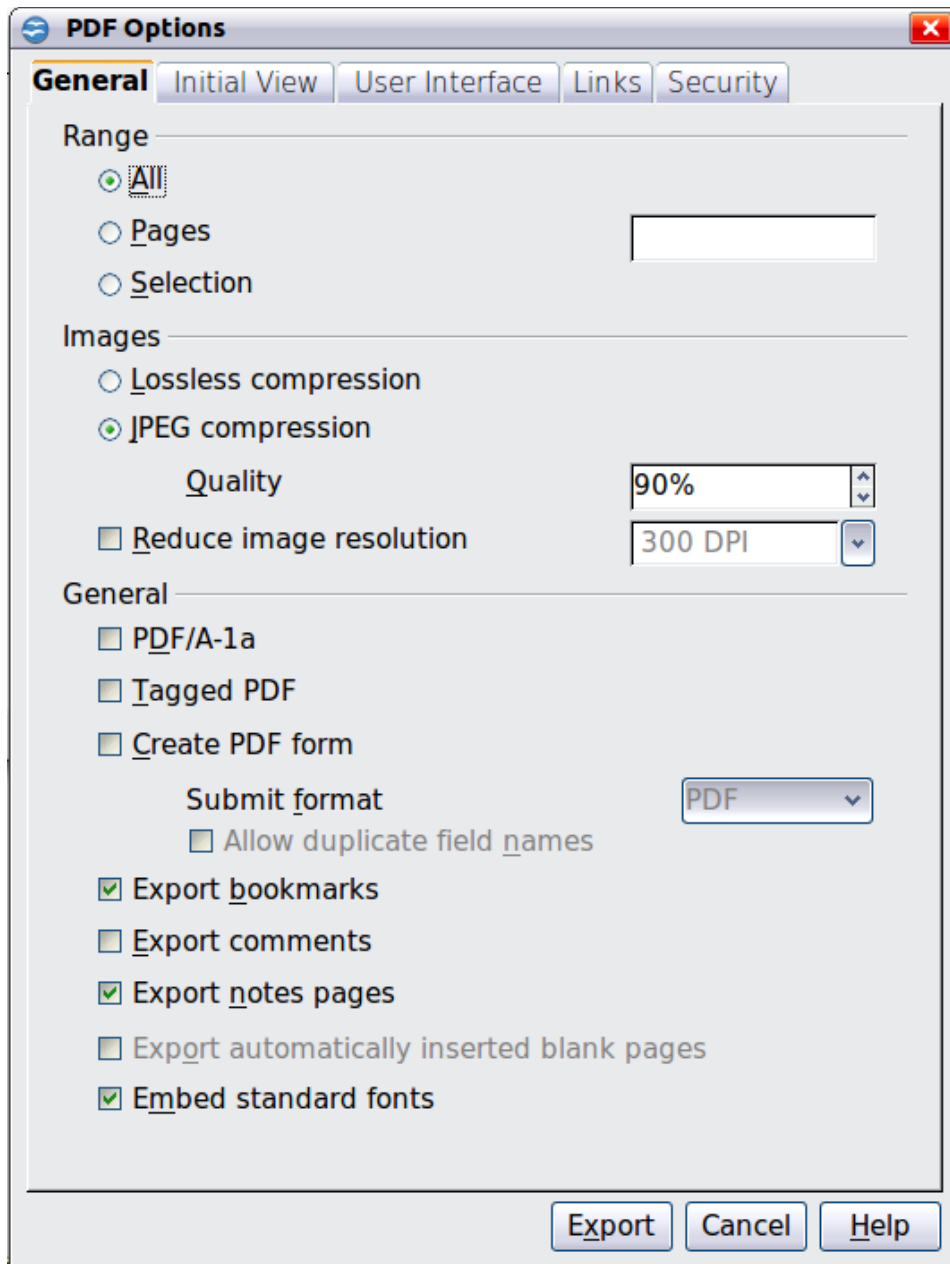 PDF Options
General Initial View User Interface Links Security
Range
All
Pages
Selection
Images
Lossless compression
JPEG compression
Quality 90%
Reduce image resolution 300 DPI
General
PDF/A-1a
Tagged PDF
Create PDF form
Submit format PDF
Allow duplicate field names
Export bookmarks
Export comments
Export notes pages
Export automatically inserted blank pages
Embed standard fonts
Export Cancel Help